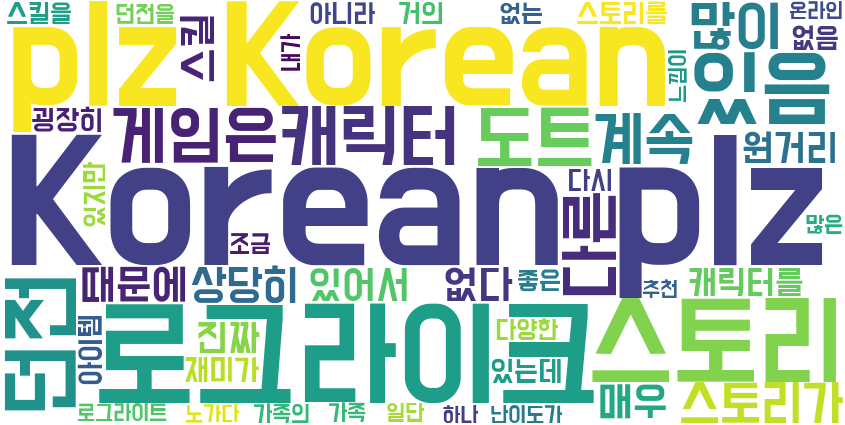 스킬을 던전을 스킬 내가 아니라 거의 없는 스토리를 많이 온라인 없음
plz Korean 느낌이 있음
굉장히 게임은 캐릭터 도트 계속 원거리
Korean plz 있지만 다시 다른 많은
조금
때문에 상당히 있어서 없다 좋은 추천 캐릭터를
던전 아이템 로그라이크 스토리
진짜 다양한
재미가 있는데
매우 스토리가
로그라이트 노가다 가족의 가족 일단 하나 난이도가